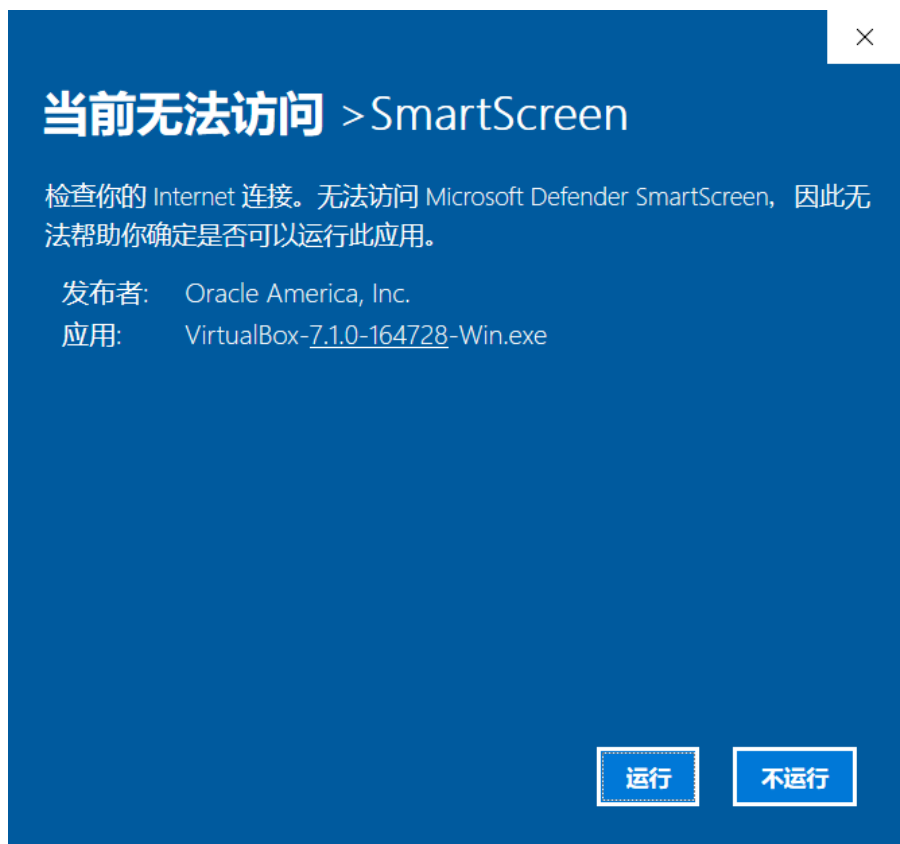 当前无法访问 >SmartScreen
检查你的 Internet 连接。无法访问 Microsoft Defender SmartScreen，因此无
法帮助你确定是否可以运行此应用。
发布者: Oracle America, Inc.
应用: VirtualBox-7.1.0-164728-Win.exe
运行 不运行